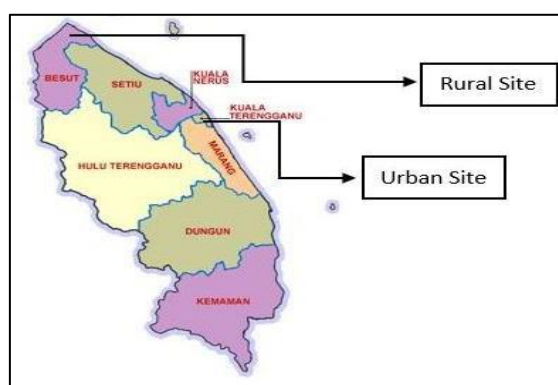 BESUT
SETIU
KUALA
NERUS
KUALA
TERENGGANU
HULU TERENGGANU
MARANG
DUNGUN
KEMAMAN
Rural Site
Urban Site